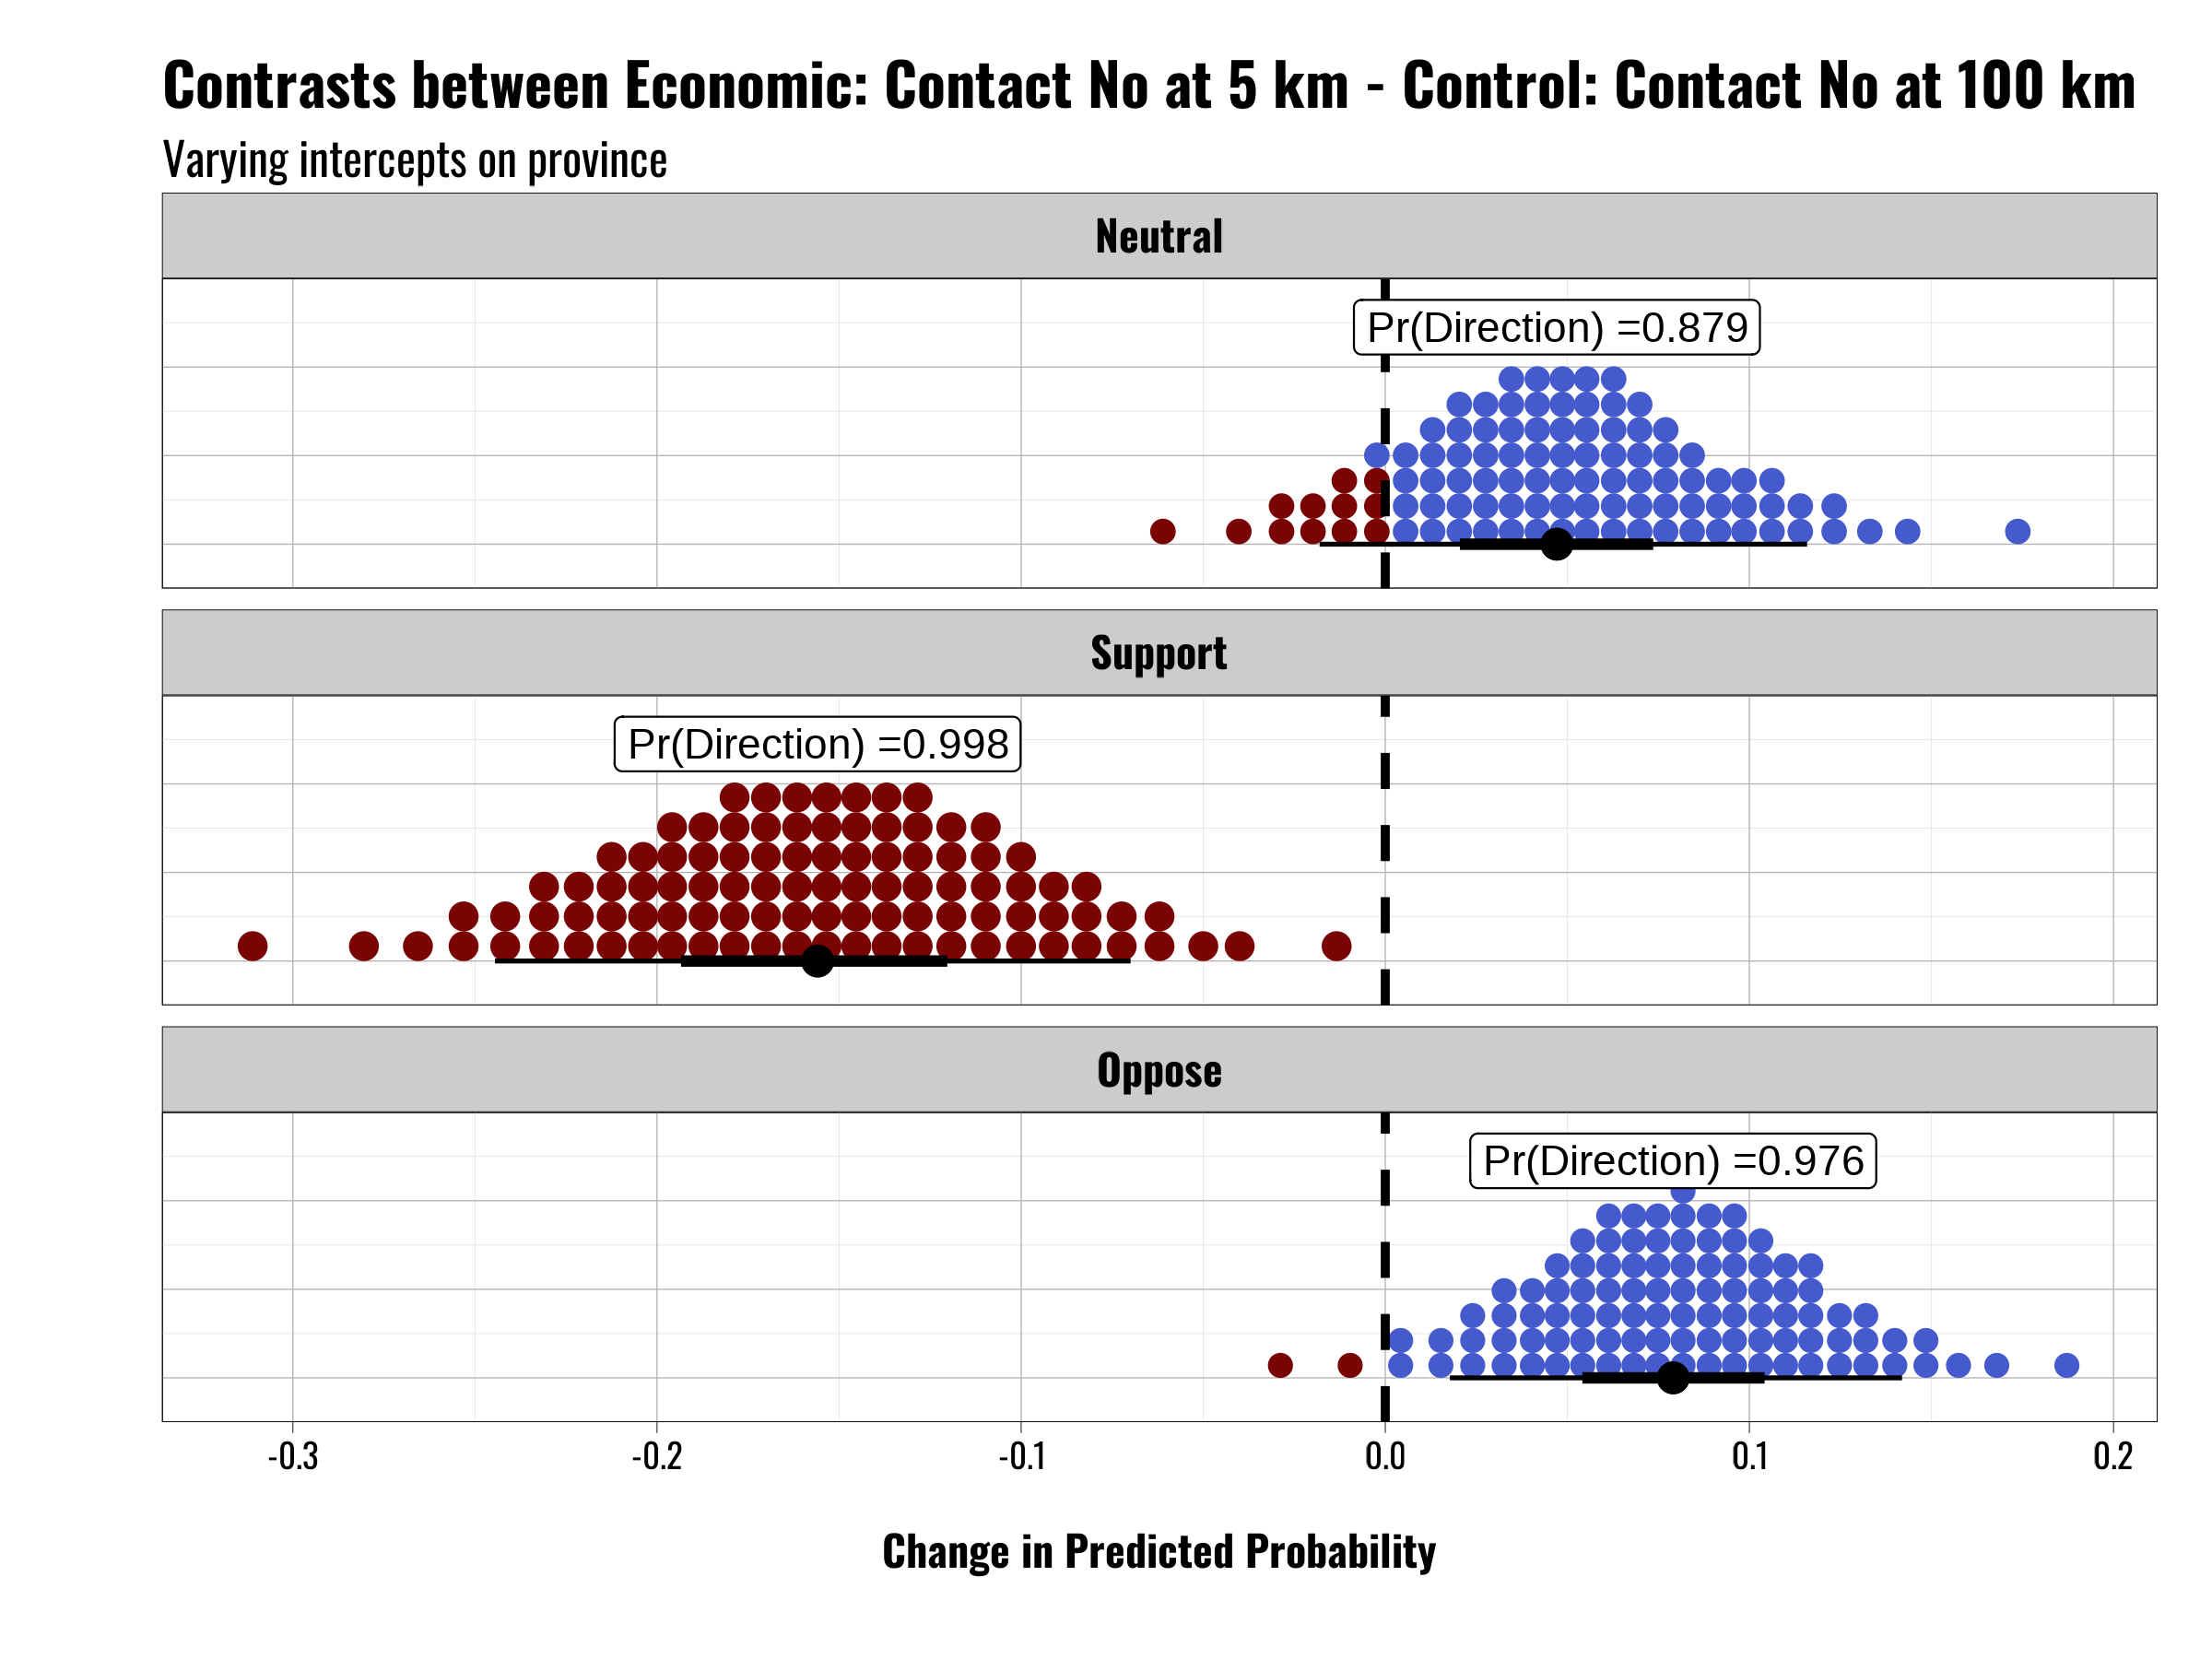 Contrasts between Economic: Contact No at 5 km - Control: Contact No at 100 km
Varying intercepts on province
Neutral
Pr(Direction) =0.879
Support
Pr(Direction) =0.998
Oppose
Pr(Direction) =0.976
-0.3 -0.2 -0.1 0.0 0.1 0.2
Change in Predicted Probability